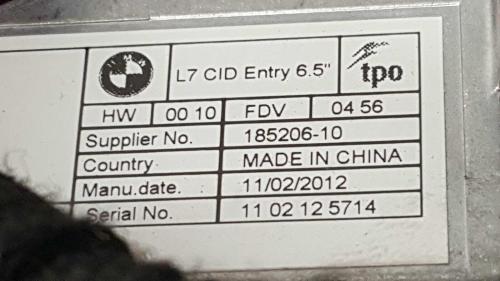 L7 CID Entry 6.5" tpo
HW 00 10 FDV 04 56
Supplier No. 185206-10
Country MADE IN CHINA
Manu.date. 11/02/2012
Serial No. 11 02 12 5714